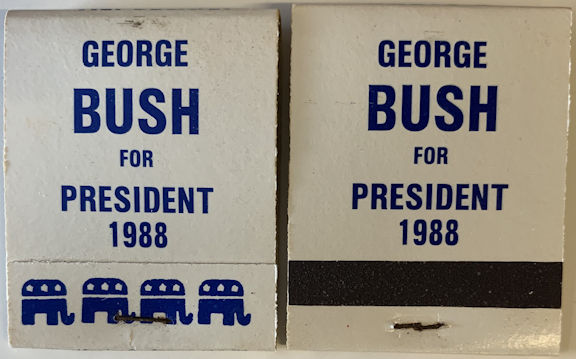 GEORGE
BUSH
FOR
PRESIDENT
1988
GEORGE
BUSH
FOR
PRESIDENT
1988